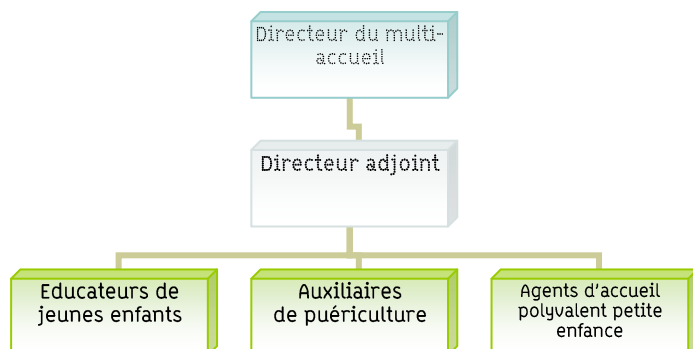 Directeur du multi-
accueil
Directeur adjoint
Educateurs de
jeunes enfants
Auxiliaires
de puériculture
Agents d'accueil
polyvalent petite
enfance